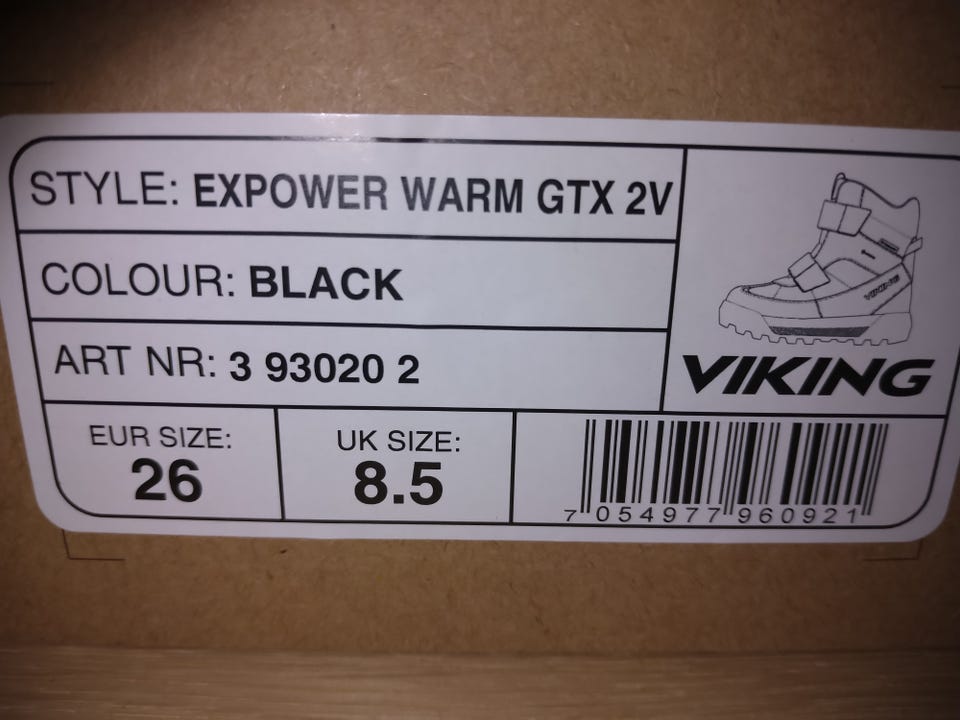 STYLE: EXPOWER WARM GTX 2V
COLOUR: BLACK
ART NR: 3 93020 2
VIKING
VIKING
EUR SIZE:
26
UK SIZE:
8.5
7 054977 960921